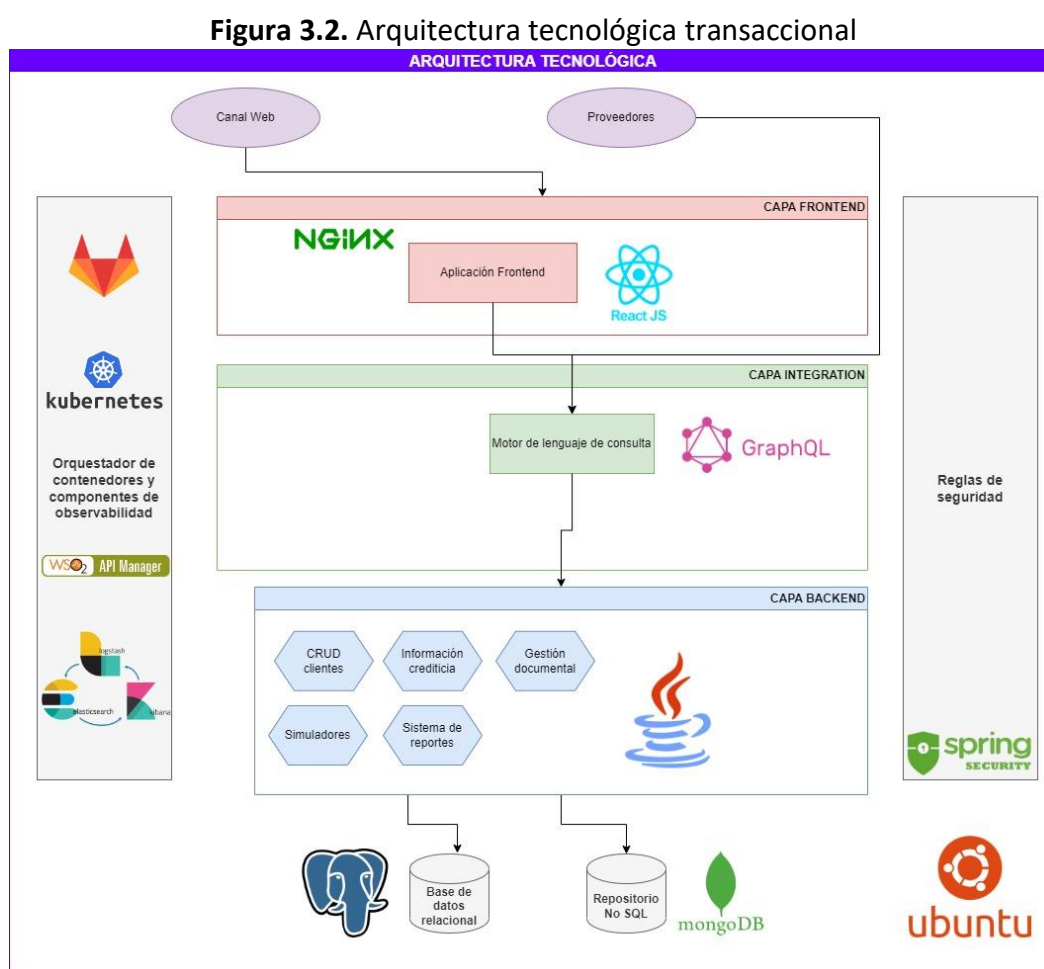 Figura 3.2. Arquitectura tecnológica transaccional
ARQUITECTURA TECNOLÓGICA
Canal Web
Proveedores
CAPA FRONTEND
NGINX
Aplicación Frontend
React JS
kubernetes
Orquestador de
contenedores y
componentes de
observabilidad
WSO2 API Manager
logstash
elasticsearch
kibana
CAPA INTEGRATION
Motor de lenguaje de consulta
GraphQL
Reglas de
seguridad
CAPA BACKEND
CRUD
clientes
Información
crediticia
Gestión
documental
Simuladores
Sistema de
reportes
spring
SECURITY
Base de
datos
relacional
Repositorio
No SQL
mongoDB
ubuntu